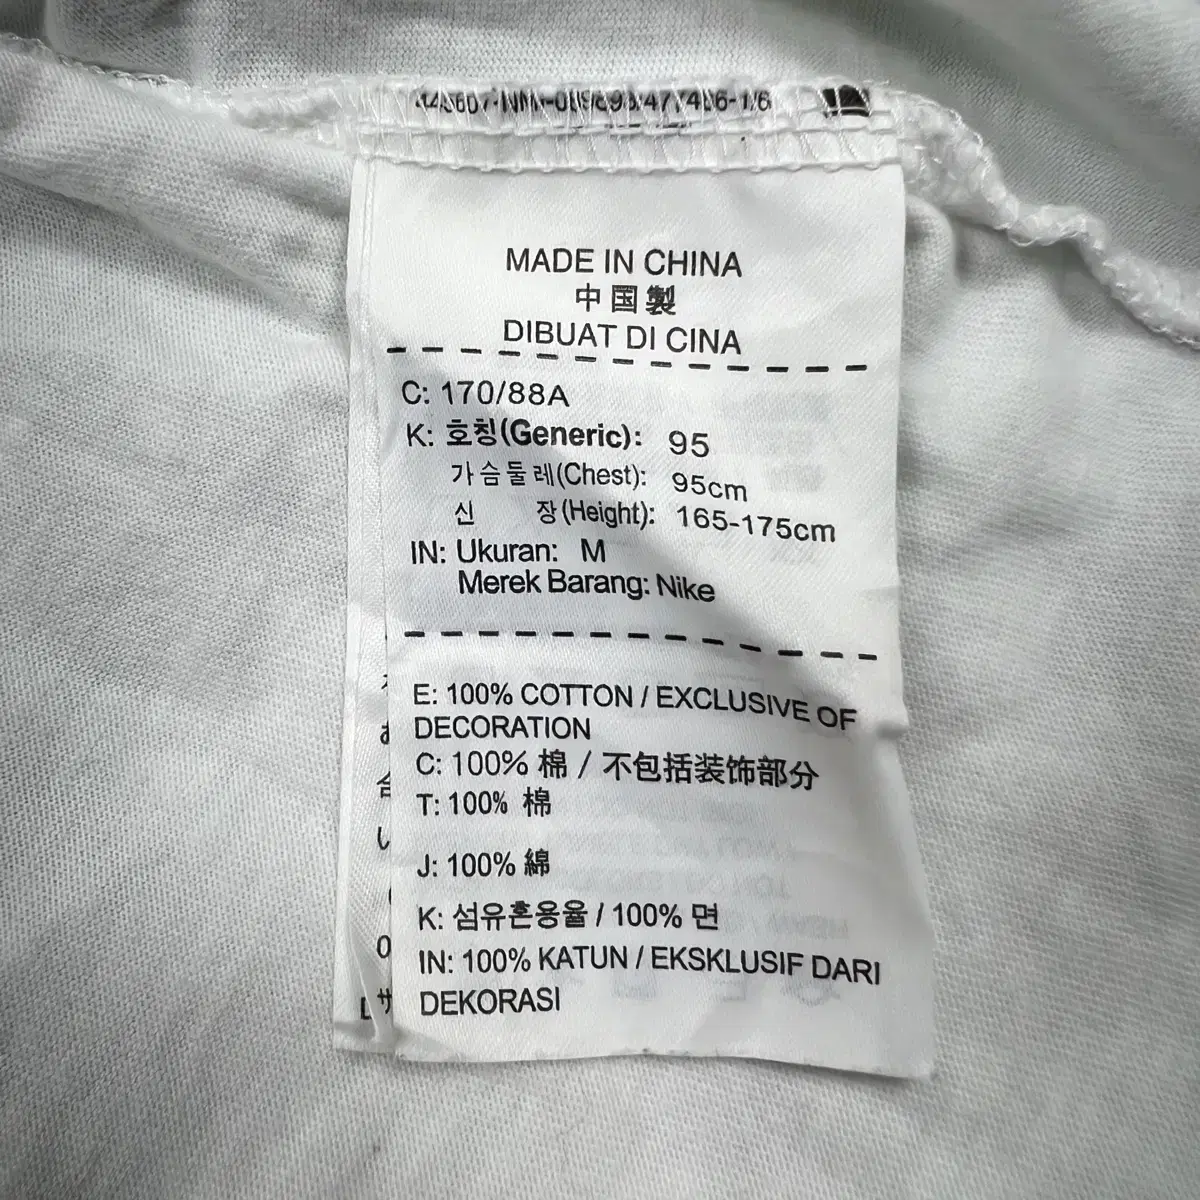 MADE IN CHINA
中国製
DIBUAT DI CINA
C: 170/88A
K: 호칭(Generic): 95
가슴둘레(Chest): 95cm
신 장(Height): 165-175cm
IN: Ukuran: M
Merek Barang: Nike
E: 100% COTTON / EXCLUSIVE OF
DECORATION
C: 100% 棉 / 不包括装饰部分
T: 100% 棉
J: 100% 綿
K: 섬유혼용율 / 100% 면
IN: 100% KATUN / EKSKLUSIF DARI
DEKORASI